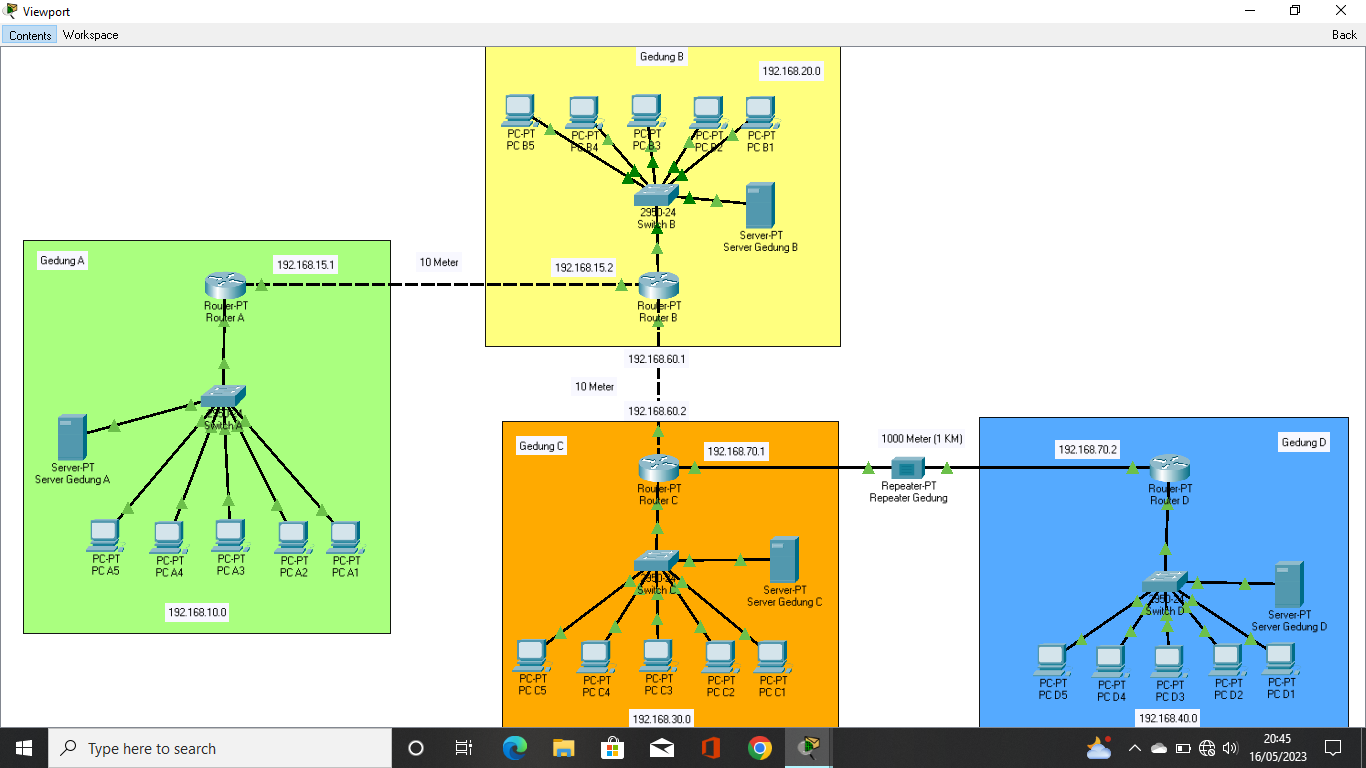 Viewport
Contents Workspace Back
Gedung B
192.168.20.0
PC-PT
PC B5
PC-PT
PC B4
PC-PT
PC B3
PC-PT
PC B2
PC-PT
PC B1
2950-24
Switch B
Server-PT
Server Gedung B
Gedung A
192.168.15.1
10 Meter
192.168.15.2
Router-PT
Router A
Router-PT
Router B
192.168.60.1
10 Meter
192.168.60.2
2950-24
Switch A
Server-PT
Server Gedung A
PC-PT
PC A5
PC-PT
PC A4
PC-PT
PC A3
PC-PT
PC A2
PC-PT
PC A1
192.168.10.0
Gedung C
192.168.70.1
1000 Meter (1 KM)
192.168.70.2
Gedung D
Router-PT
Router C
Repeater-PT
Repeater Gedung
Router-PT
Router D
2950-24
Switch C
Server-PT
Server Gedung C
PC-PT
PC C5
PC-PT
PC C4
PC-PT
PC C3
PC-PT
PC C2
PC-PT
PC C1
192.168.30.0
2950-24
Switch D
Server-PT
Server Gedung D
PC-PT
PC D5
PC-PT
PC D4
PC-PT
PC D3
PC-PT
PC D2
PC-PT
PC D1
192.168.40.0
Type here to search
20:45
16/05/2023